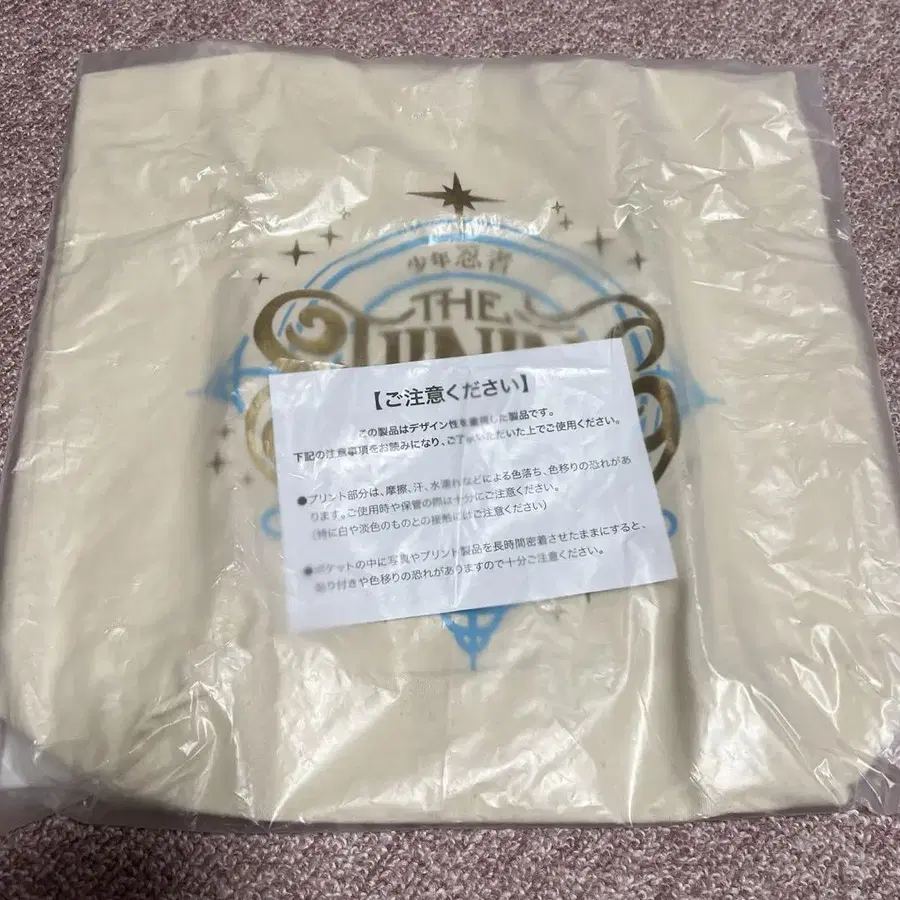 少年忍者
THE
【ご注意ください】
この製品はデザイン性を重視した製品です。
下記の注意事項をお読みになり、ご了承いただいた上でご使用ください。
●プリント部分は、摩擦、汗、水濡れなどによる色落ち、色移りの恐れがあ
ります。ご使用時や保管の際は十分にご注意ください。
(特に白や淡色のものとの接触にはご注意ください)
●ポケットの中に写真やプリント製品を長時間密着させたままにすると、
貼り付きや色移りの恐れがありますので十分ご注意ください。